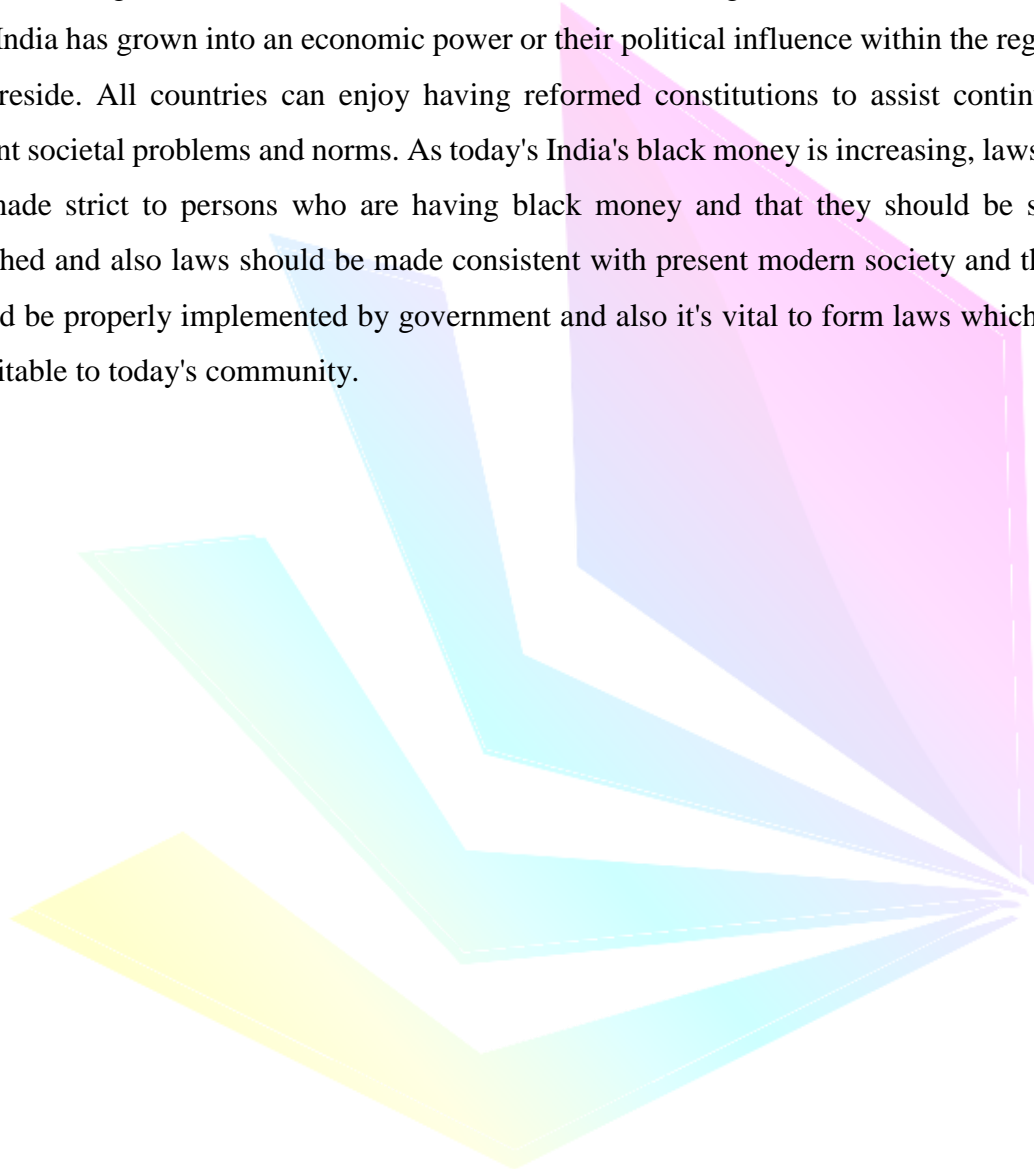 India has grown into an economic power or their political influence within the reg
reside. All countries can enjoy having reformed constitutions to assist contin
nt societal problems and norms. As today's India's black money is increasing, laws
nade strict to persons who are having black money and that they should be s
hed and also laws should be made consistent with present modern society and th
d be properly implemented by government and also it's vital to form laws which
itable to today's community.